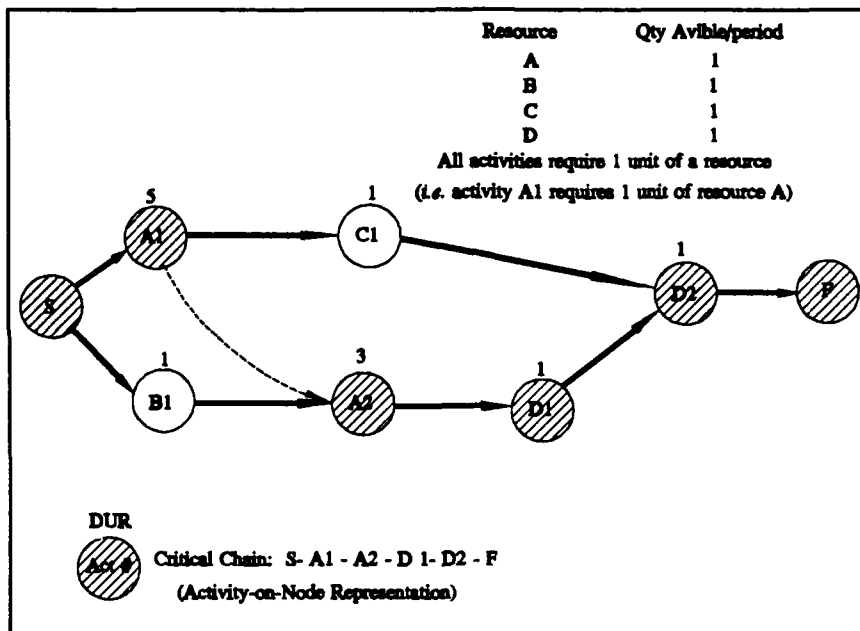 Resource Qty Avlble/period
A 1
B 1
C 1
D 1
All activities require 1 unit of a resource
(i.e. activity A1 requires 1 unit of resource A)
5
A1
1
C1
1
D2
F
S
1
B1
3
A2
1
D1
DUR
Act #
Critical Chain: S- A1 - A2 - D 1- D2 - F
(Activity-on-Node Representation)